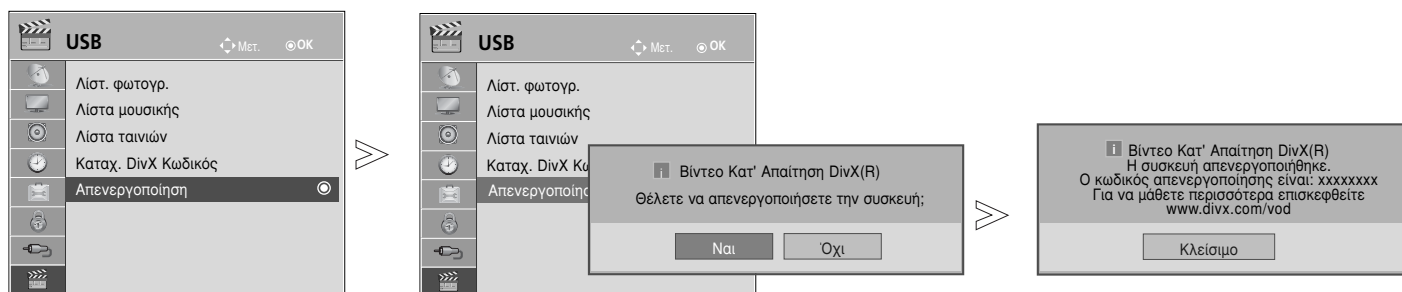 USB
Μετ.
OK
Λίστ. φωτογρ.
Λίστα μουσικής
Λίστα ταινιών
Καταχ. DivX Κωδικός
Απενεργοποίηση
USB
Μετ.
OK
Λίστ. φωτογρ.
Λίστα μουσικής
Λίστα ταινιών
Καταχ. DivX Κω
Απενεργοποίησ
i Βίντεο Κατ' Απαίτηση DivX(R)
Θέλετε να απενεργοποιήσετε την συσκευή;
Ναι
Όχι
i Βίντεο Κατ' Απαίτηση DivX(R)
Η συσκευή απενεργοποιήθηκε.
Ο κωδικός απενεργοποίησης είναι: xxxxxxxx
Για να μάθετε περισσότερα επισκεφθείτε
www.divx.com/vod
Κλείσιμο